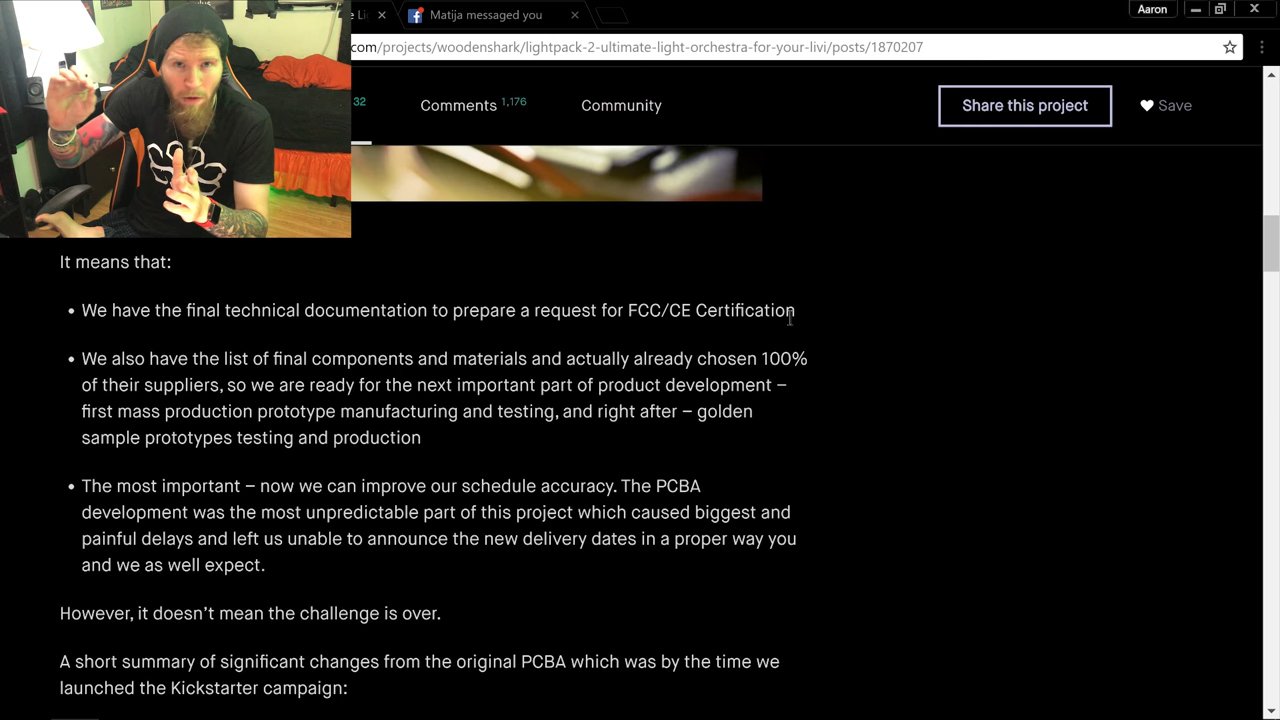 e Li
Matija messaged you
Aaron
com/projects/woodenshark/lightpack-2-ultimate-light-orchestra-for-your-livi/posts/1870207
32
Comments 1,176
Community
Share this project
Save
It means that:
• We have the final technical documentation to prepare a request for FCC/CE Certification
• We also have the list of final components and materials and actually already chosen 100%
of their suppliers, so we are ready for the next important part of product development –
first mass production prototype manufacturing and testing, and right after – golden
sample prototypes testing and production
• The most important – now we can improve our schedule accuracy. The PCBA
development was the most unpredictable part of this project which caused biggest and
painful delays and left us unable to announce the new delivery dates in a proper way you
and we as well expect.
However, it doesn't mean the challenge is over.
A short summary of significant changes from the original PCBA which was by the time we
launched the Kickstarter campaign: